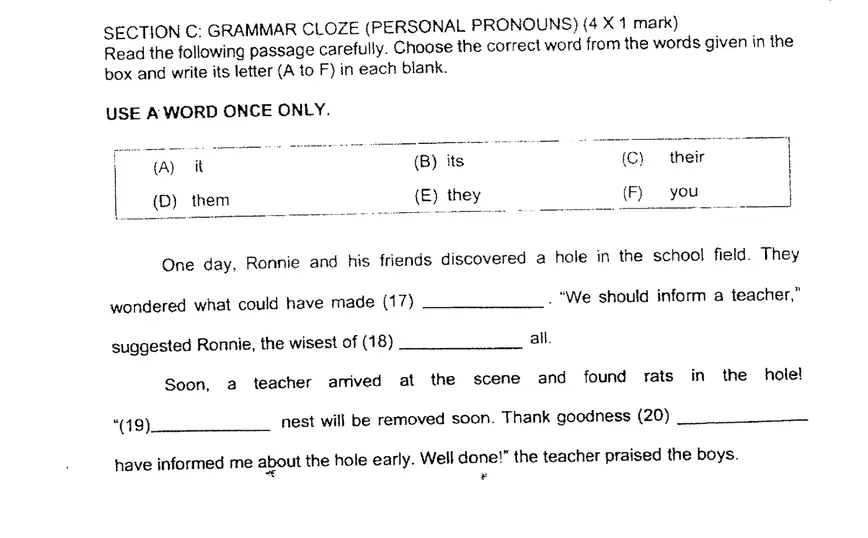 SECTION C: GRAMMAR CLOZE (PERSONAL PRONOUNS) (4 X 1 mark)
Read the following passage carefully. Choose the correct word from the words given in the
box and write its letter (A to F) in each blank.
USE A WORD ONCE ONLY.
(A) it (B) its (C) their
(D) them (E) they (F) you
One day, Ronnie and his friends discovered a hole in the school field. They
wondered what could have made (17) ____________ . "We should inform a teacher,"
suggested Ronnie, the wisest of (18) ____________ all.
Soon, a teacher arrived at the scene and found rats in the hole!
"(19)____________ nest will be removed soon. Thank goodness (20) ____________
have informed me about the hole early. Well done!" the teacher praised the boys.